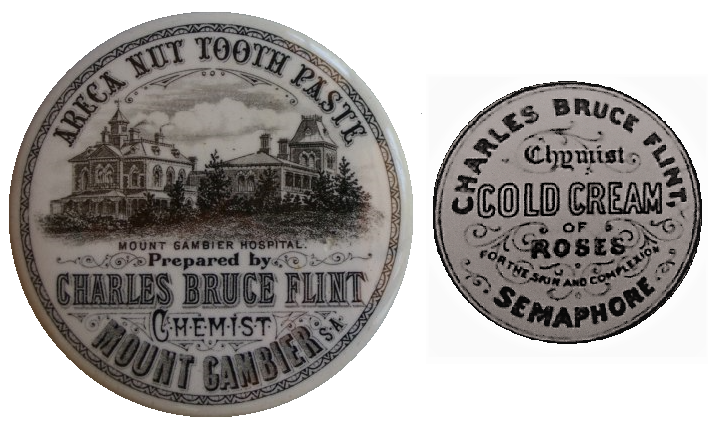 ARECA NUT TOOTH PASTE
MOUNT GAMBIER HOSPITAL.
Prepared by
CHARLES BRUCE FLINT
CHEMIST
MOUNT GAMBIER S.A.
CHARLES BRUCE FLINT,
Chymist
COLD CREAM
OF
ROSES
FOR THE SKIN AND COMPLEXION
SEMAPHORE.